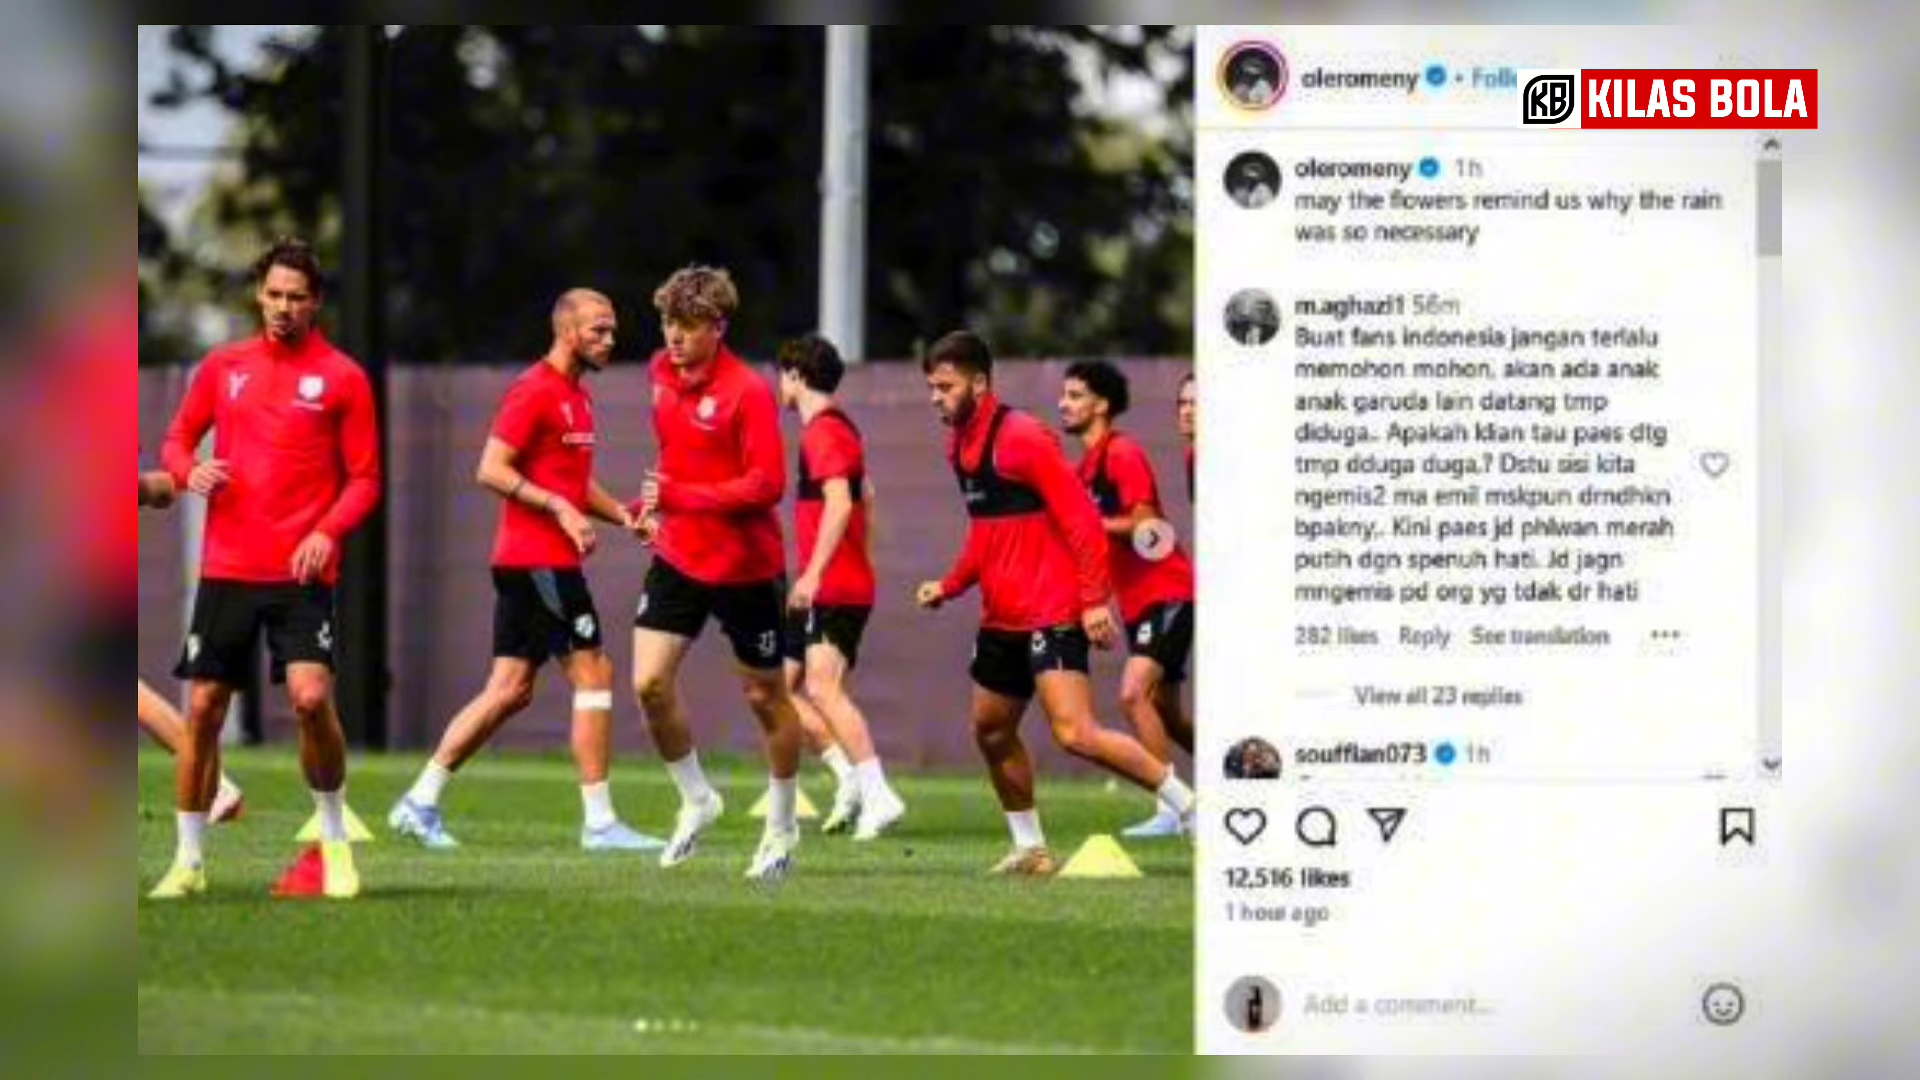 oleromeny • Foll
KB KILAS BOLA
oleromeny 1h
may the flowers remind us why the rain
was so necessary
m.aghazi1 56m
Buat fans indonesia jangan terlalu
memohon mohon, akan ada anak
anak garuda lain datang tmp
diduga.. Apakah klian tau paes dtg
tmp dduga duga,? Dstu sisi kita
ngemis2 ma emil mskpun drndhkn
bpakny,. Kini paes jd phlwan merah
putih dgn spenuh hati. Jd jagn
mngemis pd org yg tdak dr hati
282 likes Reply See translation
View all 23 replies
soufflan073 1h
12,516 likes
1 hour ago
Add a comment...